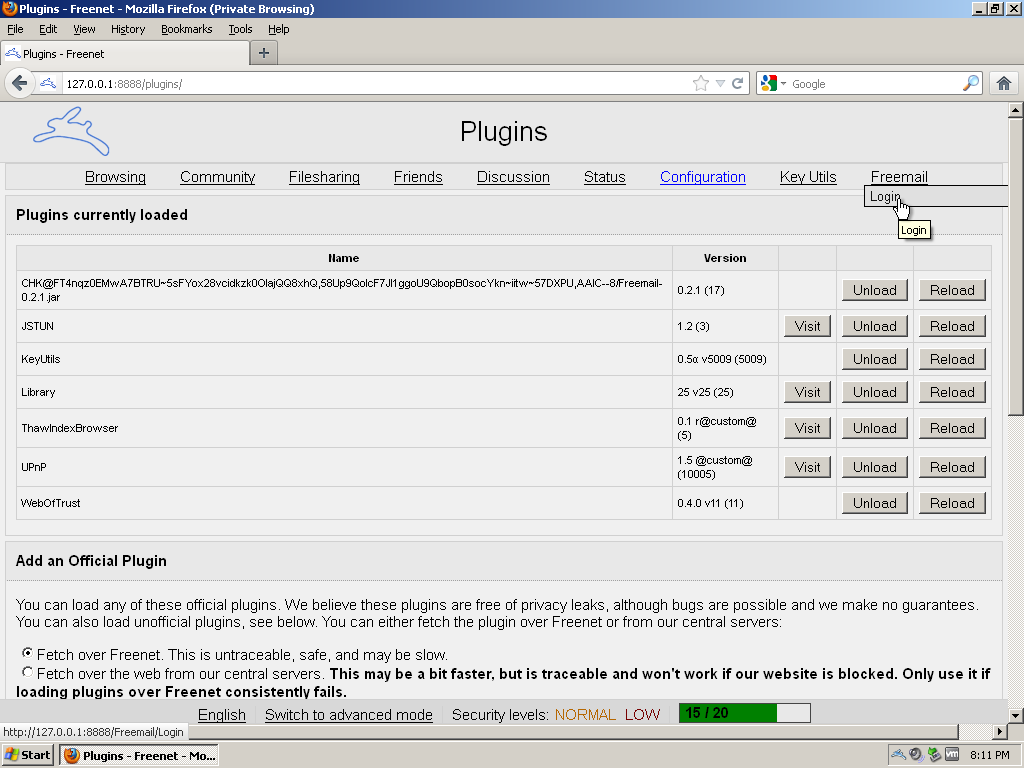 Plugins - Freenet - Mozilla Firefox (Private Browsing)
File Edit View History Bookmarks Tools Help
Plugins - Freenet
127.0.0.1:8888/plugins/
Google
Plugins
Browsing Community Filesharing Friends Discussion Status Configuration Key Utils Freemail
Login
Login
Plugins currently loaded
Name Version
CHK@FT4nqz0EMwA7BTRU~5sFYox28vcidkzk0OlajQQ8xhQ,58Up9QolcF7Jl1ggoU9QbopB0socYkn~iitw~57DXPU,AAIC--8/Freemail-
0.2.1.jar
0.2.1 (17) Unload Reload
JSTUN 1.2 (3) Visit Unload Reload
KeyUtils 0.5α v5009 (5009) Unload Reload
Library 25 v25 (25) Visit Unload Reload
ThawIndexBrowser 0.1 r@custom@
(5) Visit Unload Reload
UPnP 1.5 @custom@
(10005) Visit Unload Reload
WebOfTrust 0.4.0 v11 (11) Unload Reload
Add an Official Plugin
You can load any of these official plugins. We believe these plugins are free of privacy leaks, although bugs are possible and we make no guarantees.
You can also load unofficial plugins, see below. You can either fetch the plugin over Freenet or from our central servers:
Fetch over Freenet. This is untraceable, safe, and may be slow.
Fetch over the web from our central servers. This may be a bit faster, but is traceable and won't work if our website is blocked. Only use it if
loading plugins over Freenet consistently fails.
English Switch to advanced mode Security levels: NORMAL LOW 15 / 20
http://127.0.0.1:8888/Freemail/Login
Start Plugins - Freenet - Mo... 8:11 PM